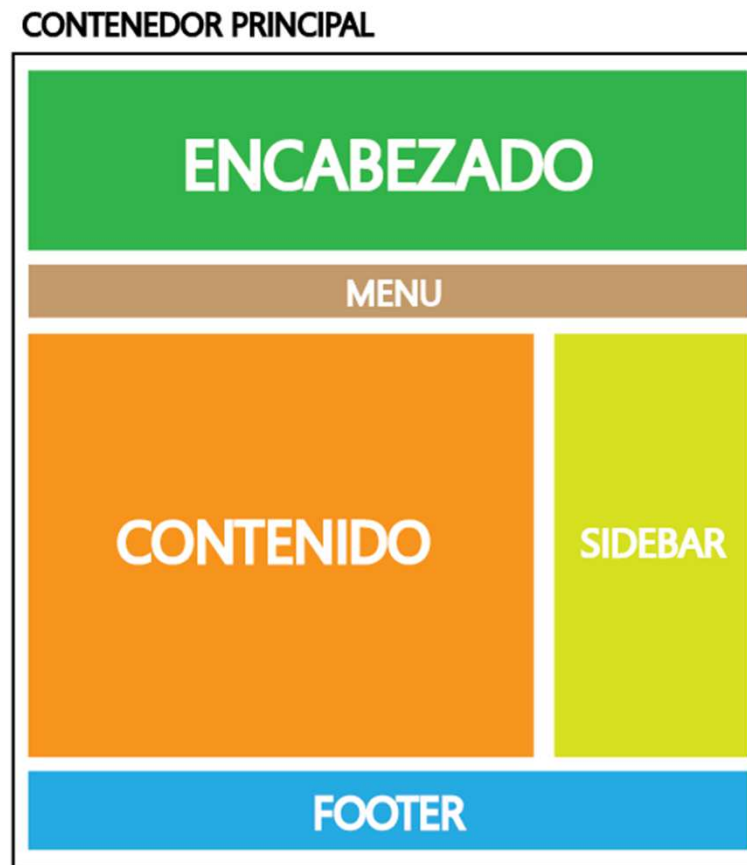 CONTENEDOR PRINCIPAL
ENCABEZADO
MENU
CONTENIDO
SIDEBAR
FOOTER